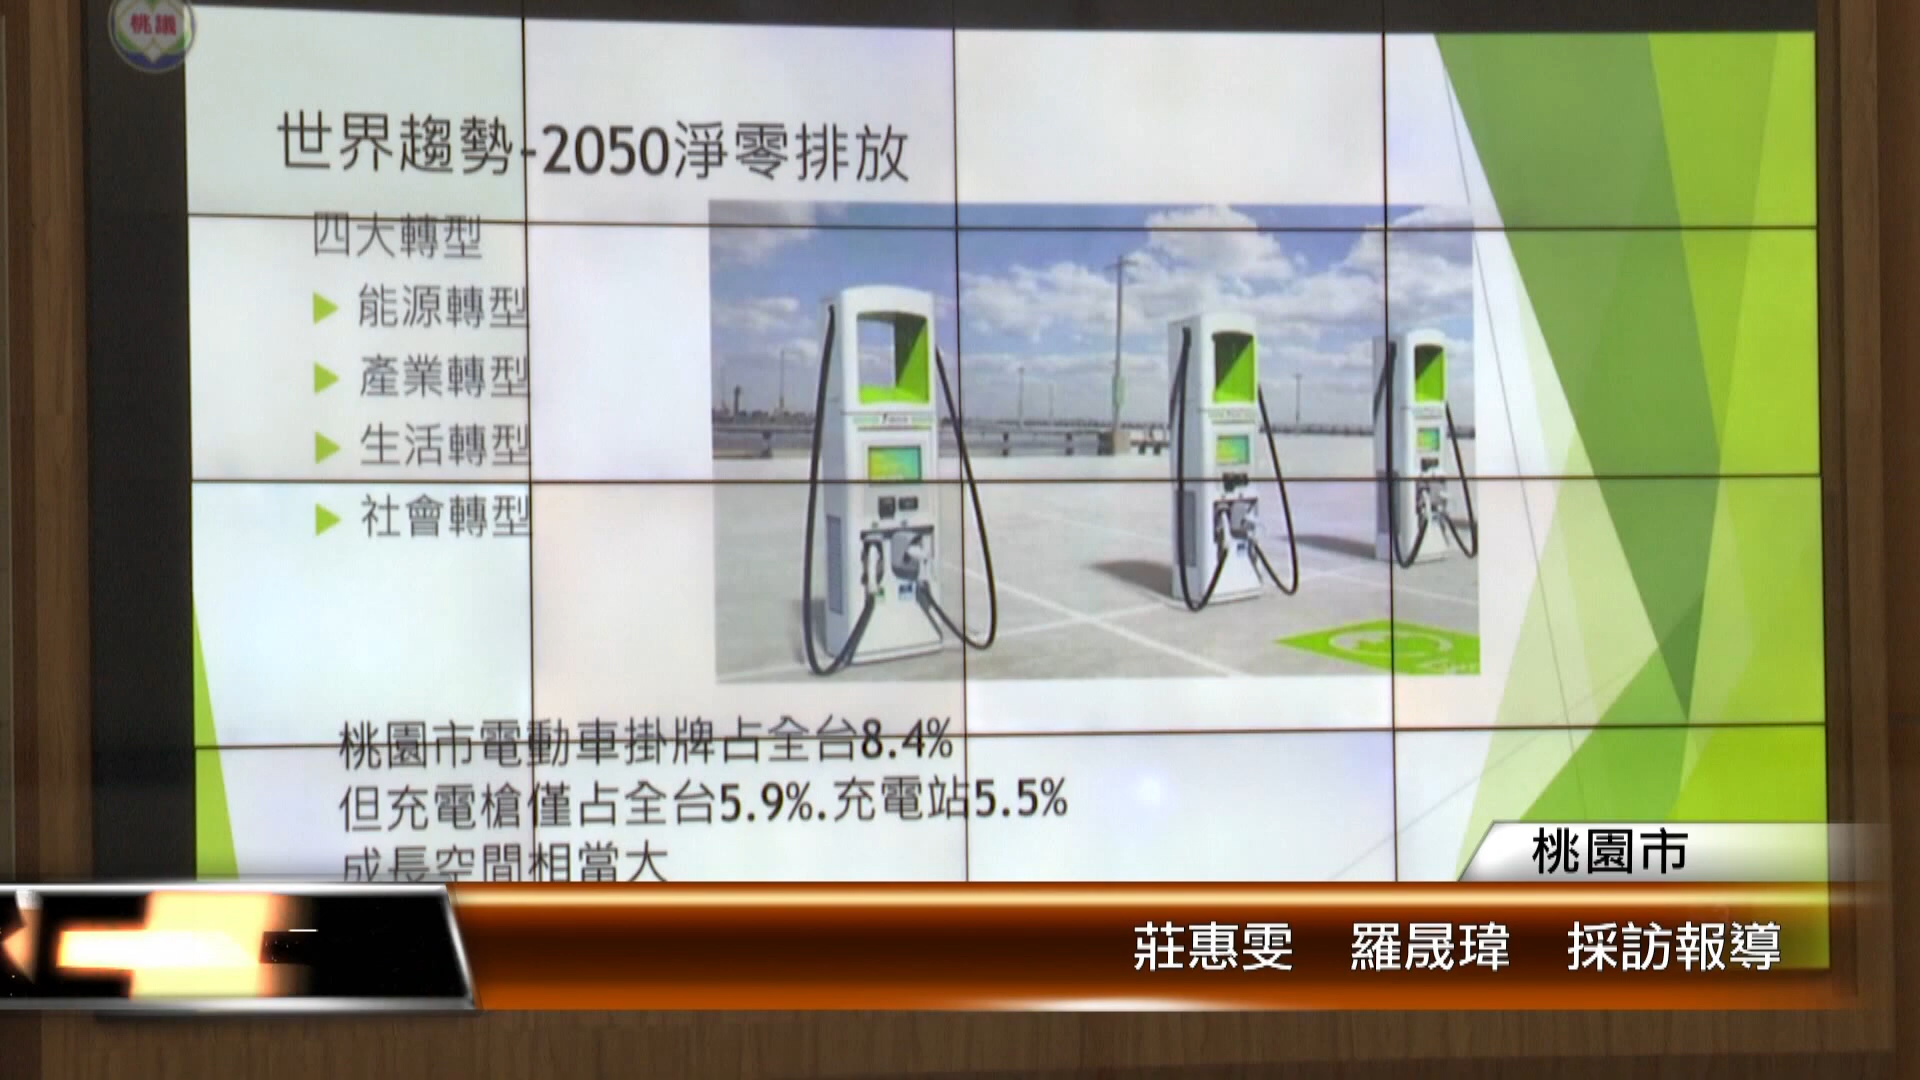 桃議
世界趨勢-2050淨零排放
四大轉型
能源轉型
產業轉型
生活轉型
社會轉型
桃園市電動車掛牌占全台8.4%
但充電槍僅占全台5.9%.充電站5.5%
成長空間相當大
桃園市
莊惠雯 羅晟瑋 採訪報導